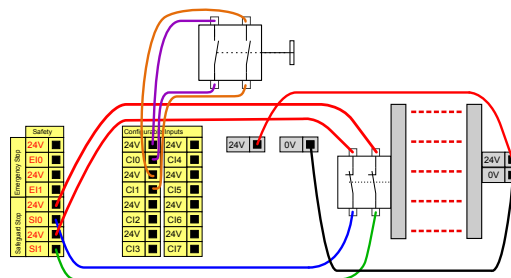 Safety
Emergency Stop
24V
EI0
24V
EI1
Safeguard Stop
24V
SI0
24V
SI1
Configurable Inputs
24V 24V
CI0 CI4
24V 24V
CI1 CI5
24V 24V
CI2 CI6
24V 24V
CI3 CI7
24V
0V
24V
0V